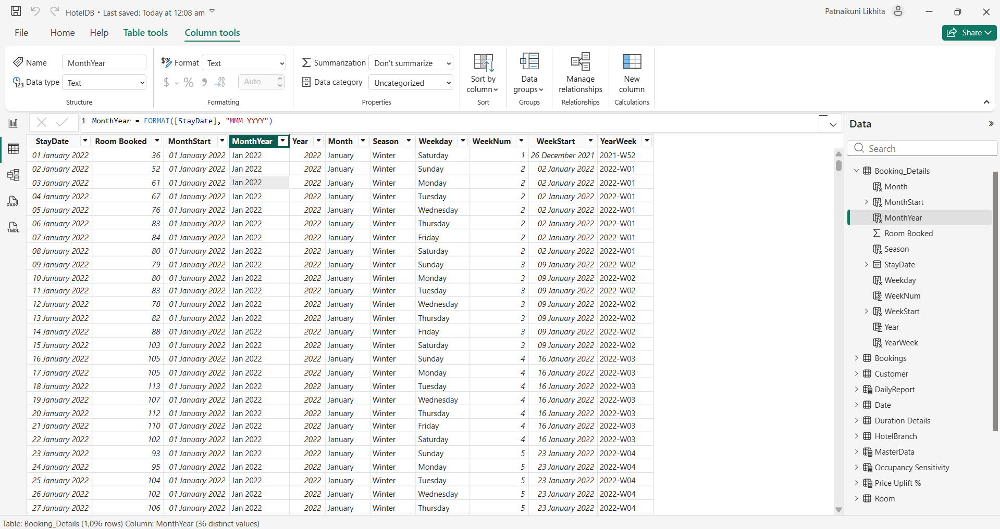 HotelDB • Last saved: Today at 12:08 am
Patnaikuni Likhita
File Home Help Table tools Column tools
Share
Name MonthYear
Data type Text
Structure
Format Text
$ % 9 .00 Auto
Formatting
Summarization Don't summarize
Data category Uncategorized
Properties
Sort by column
Sort
Data groups
Groups
Manage relationships
Relationships
New column
Calculations
1 MonthYear = FORMAT([StayDate], "MMM YYYY")
StayDate Room Booked MonthStart MonthYear Year Month Season Weekday WeekNum WeekStart YearWeek
01 January 2022 36 01 January 2022 Jan 2022 2022 January Winter Saturday 1 26 December 2021 2021-W52
02 January 2022 52 01 January 2022 Jan 2022 2022 January Winter Sunday 2 02 January 2022 2022-W01
03 January 2022 61 01 January 2022 Jan 2022 2022 January Winter Monday 2 02 January 2022 2022-W01
04 January 2022 67 01 January 2022 Jan 2022 2022 January Winter Tuesday 2 02 January 2022 2022-W01
05 January 2022 76 01 January 2022 Jan 2022 2022 January Winter Wednesday 2 02 January 2022 2022-W01
06 January 2022 83 01 January 2022 Jan 2022 2022 January Winter Thursday 2 02 January 2022 2022-W01
07 January 2022 84 01 January 2022 Jan 2022 2022 January Winter Friday 2 02 January 2022 2022-W01
08 January 2022 80 01 January 2022 Jan 2022 2022 January Winter Saturday 2 02 January 2022 2022-W01
09 January 2022 79 01 January 2022 Jan 2022 2022 January Winter Sunday 3 09 January 2022 2022-W02
10 January 2022 80 01 January 2022 Jan 2022 2022 January Winter Monday 3 09 January 2022 2022-W02
11 January 2022 83 01 January 2022 Jan 2022 2022 January Winter Tuesday 3 09 January 2022 2022-W02
12 January 2022 78 01 January 2022 Jan 2022 2022 January Winter Wednesday 3 09 January 2022 2022-W02
13 January 2022 82 01 January 2022 Jan 2022 2022 January Winter Thursday 3 09 January 2022 2022-W02
14 January 2022 88 01 January 2022 Jan 2022 2022 January Winter Friday 3 09 January 2022 2022-W02
15 January 2022 103 01 January 2022 Jan 2022 2022 January Winter Saturday 3 09 January 2022 2022-W02
16 January 2022 105 01 January 2022 Jan 2022 2022 January Winter Sunday 4 16 January 2022 2022-W03
17 January 2022 105 01 January 2022 Jan 2022 2022 January Winter Monday 4 16 January 2022 2022-W03
18 January 2022 113 01 January 2022 Jan 2022 2022 January Winter Tuesday 4 16 January 2022 2022-W03
19 January 2022 107 01 January 2022 Jan 2022 2022 January Winter Wednesday 4 16 January 2022 2022-W03
20 January 2022 112 01 January 2022 Jan 2022 2022 January Winter Thursday 4 16 January 2022 2022-W03
21 January 2022 110 01 January 2022 Jan 2022 2022 January Winter Friday 4 16 January 2022 2022-W03
22 January 2022 102 01 January 2022 Jan 2022 2022 January Winter Saturday 4 16 January 2022 2022-W03
23 January 2022 93 01 January 2022 Jan 2022 2022 January Winter Sunday 5 23 January 2022 2022-W04
24 January 2022 95 01 January 2022 Jan 2022 2022 January Winter Monday 5 23 January 2022 2022-W04
25 January 2022 104 01 January 2022 Jan 2022 2022 January Winter Tuesday 5 23 January 2022 2022-W04
26 January 2022 102 01 January 2022 Jan 2022 2022 January Winter Wednesday 5 23 January 2022 2022-W04
27 January 2022 106 01 January 2022 Jan 2022 2022 January Winter Thursday 5 23 January 2022 2022-W04
DAX
TMDL
Data
Search
Booking_Details
Month
MonthStart
MonthYear
Room Booked
Season
StayDate
Weekday
WeekNum
WeekStart
Year
YearWeek
Bookings
Customer
DailyReport
Date
Duration Details
HotelBranch
MasterData
Occupancy Sensitivity
Price Uplift %
Room
Table: Booking_Details (1,096 rows) Column: MonthYear (36 distinct values)